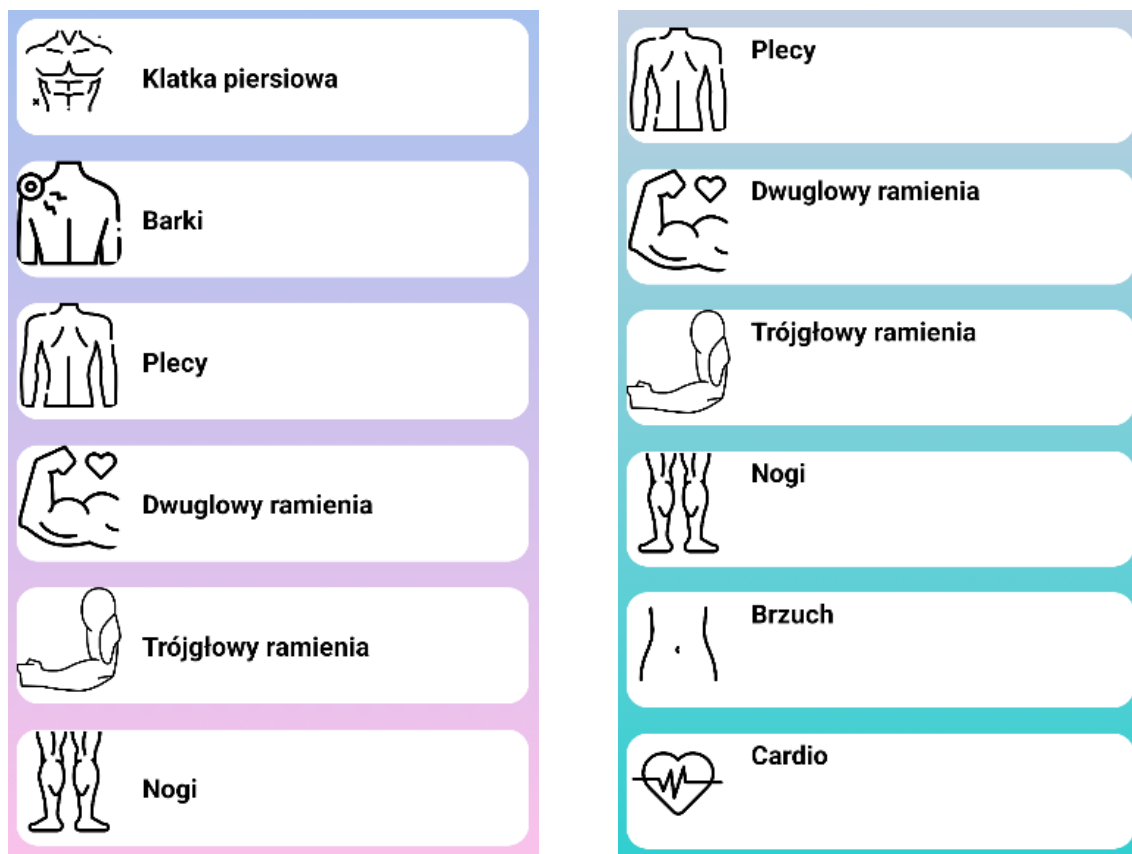 Klatka piersiowa
Barki
Plecy
Dwuglowy ramienia
Trójgłowy ramienia
Nogi
Plecy
Dwuglowy ramienia
Trójgłowy ramienia
Nogi
Brzuch
Cardio